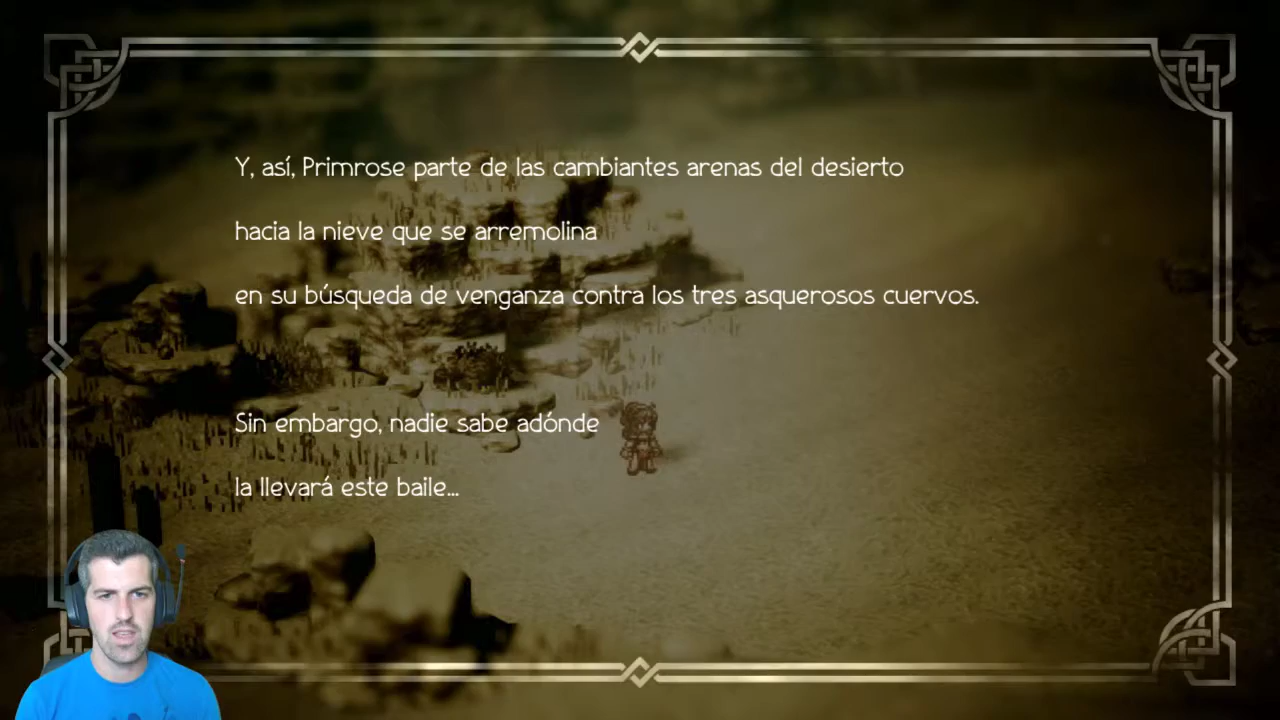 Y, así, Primrose parte de las cambiantes arenas del desierto
hacia la nieve que se arremolina
en su búsqueda de venganza contra los tres asquerosos cuervos.
Sin embargo, nadie sabe adónde
la llevará este baile...